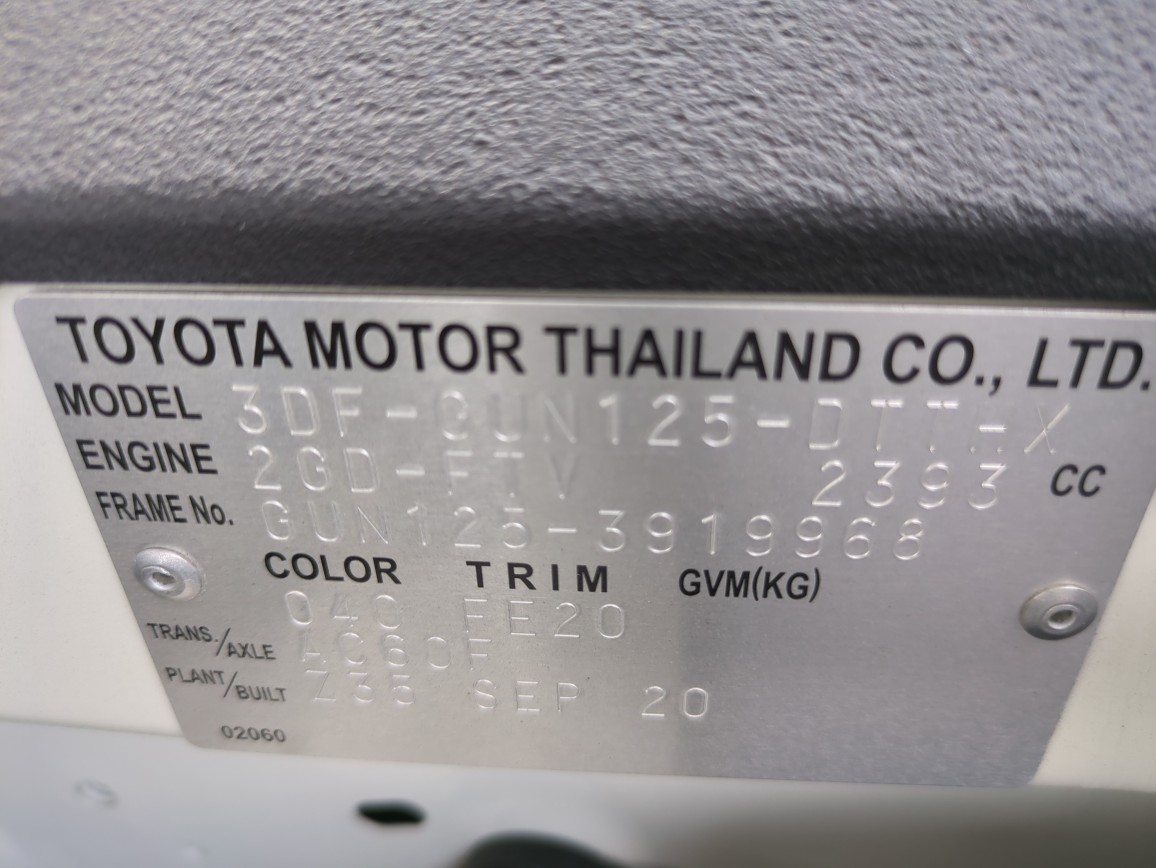 TOYOTA MOTOR THAILAND CO., LTD.
MODEL 3DF-GUN125-DTT-X
ENGINE 2GD-FTV 2393 CC
FRAME No. GUN125-3919968
COLOR TRIM GVM(KG)
040 FE20
TRANS./AXLE AC60F
PLANT/BUILT Z35 SEP 20
02060